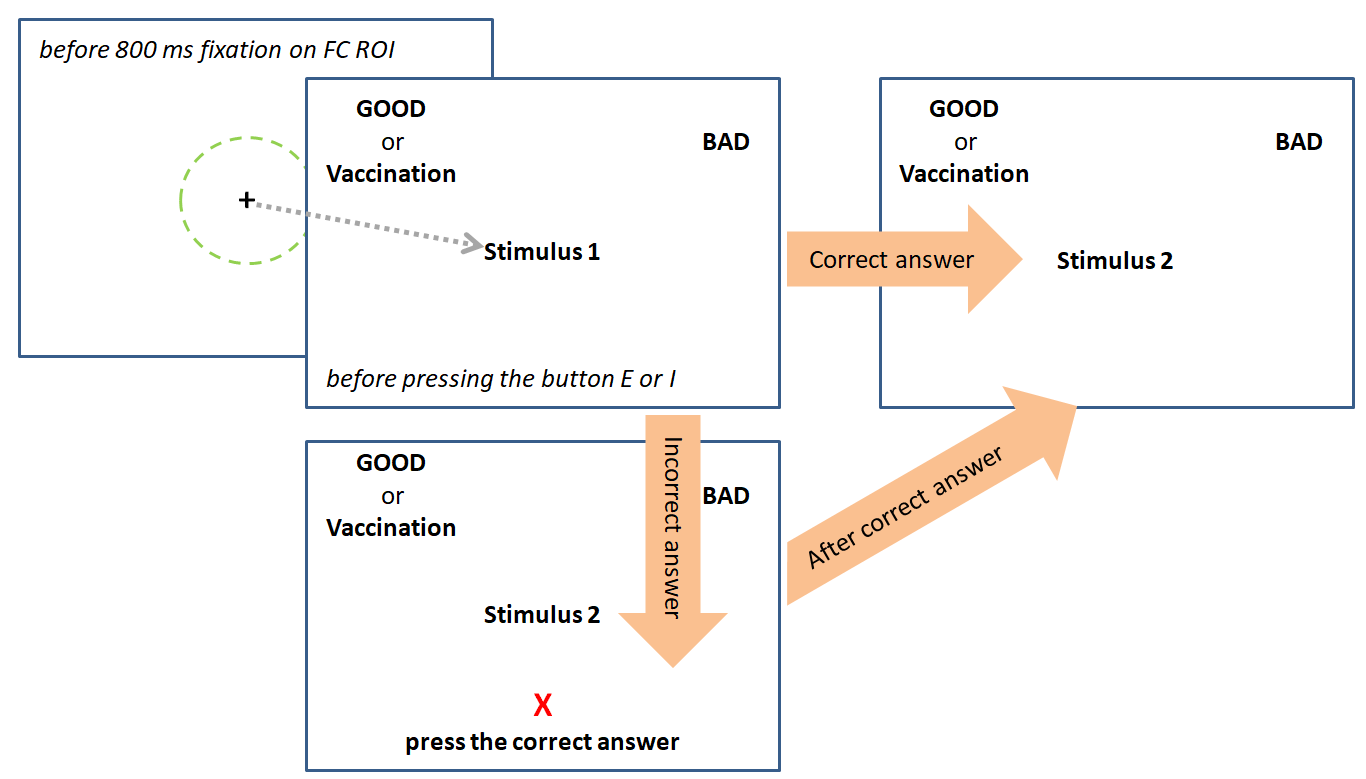 before 800 ms fixation on FC ROI
+
GOOD
or
Vaccination
BAD
Stimulus 1
before pressing the button E or I
Correct answer
GOOD
or
Vaccination
BAD
Stimulus 2
Incorrect answer
GOOD
or
Vaccination
BAD
Stimulus 2
X
press the correct answer
After correct answer